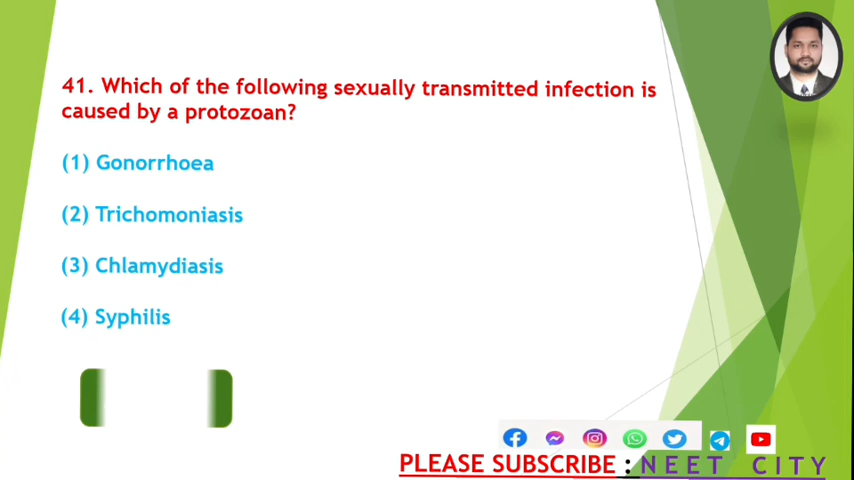 41. Which of the following sexually transmitted infection is
caused by a protozoan?
(1) Gonorrhoea
(2) Trichomoniasis
(3) Chlamydiasis
(4) Syphilis
PLEASE SUBSCRIBE : NEET CITY